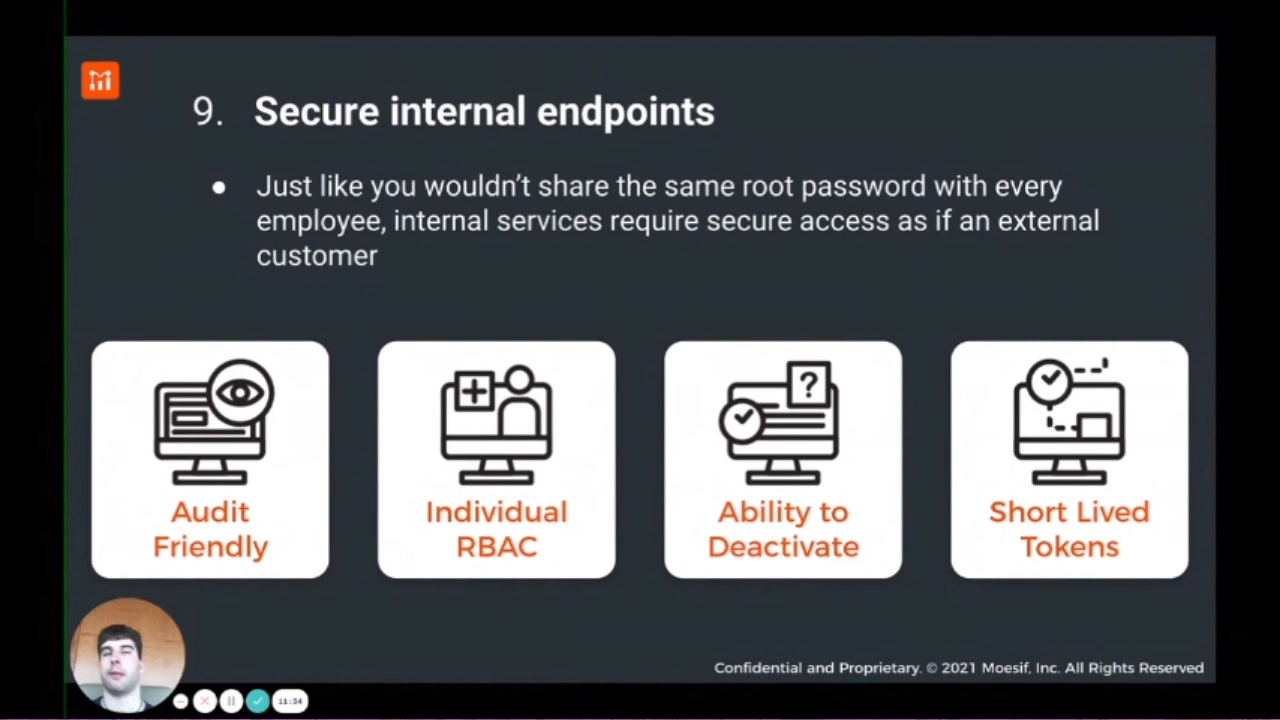 9. Secure internal endpoints
● Just like you wouldn't share the same root password with every
employee, internal services require secure access as if an external
customer
?
Audit
Friendly
Individual
RBAC
Ability to
Deactivate
Short Lived
Tokens
Confidential and Proprietary. © 2021 Moesif, Inc. All Rights Reserved
11:34